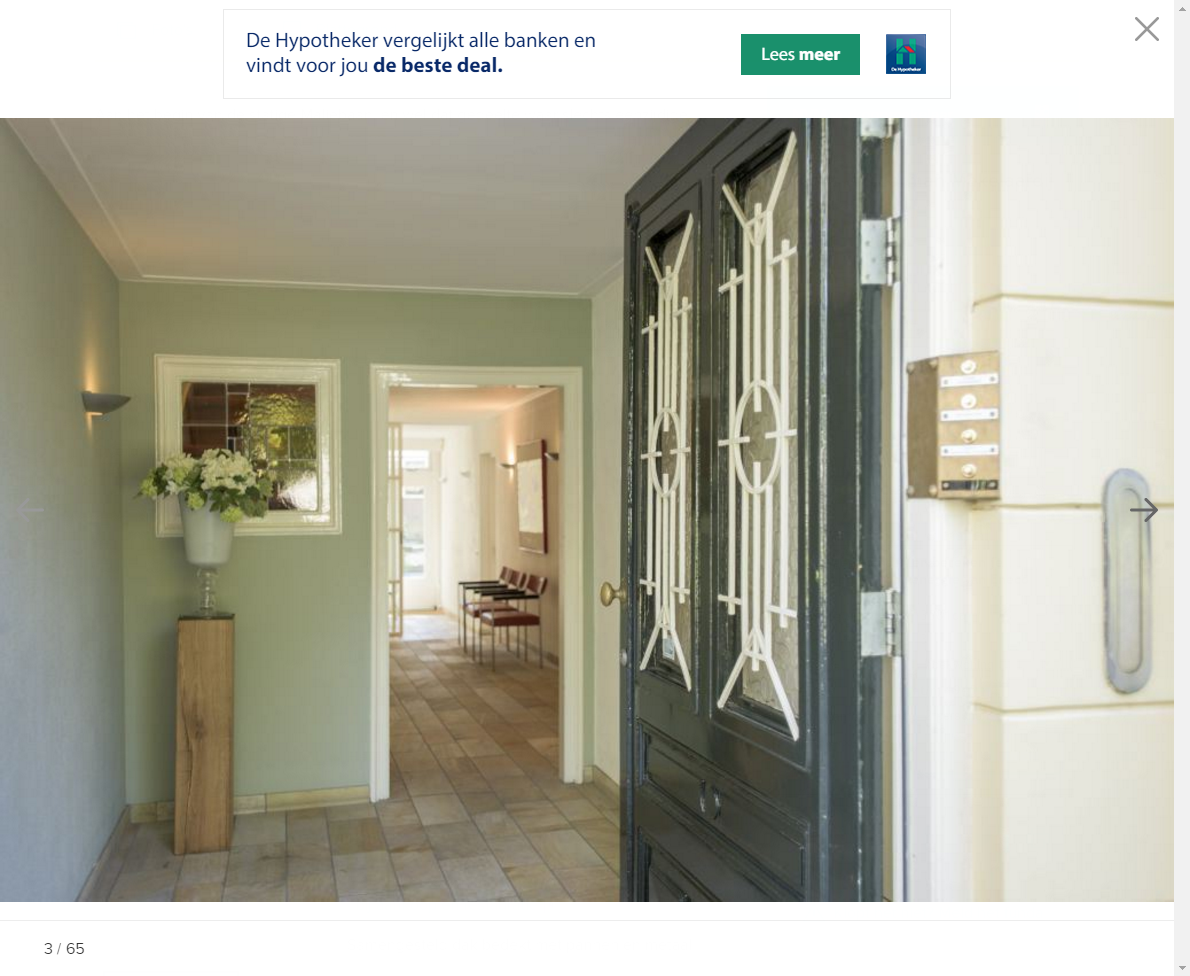 De Hypotheker vergelijkt alle banken en
vindt voor jou de beste deal.
Lees meer
De Hypotheker
3 / 65